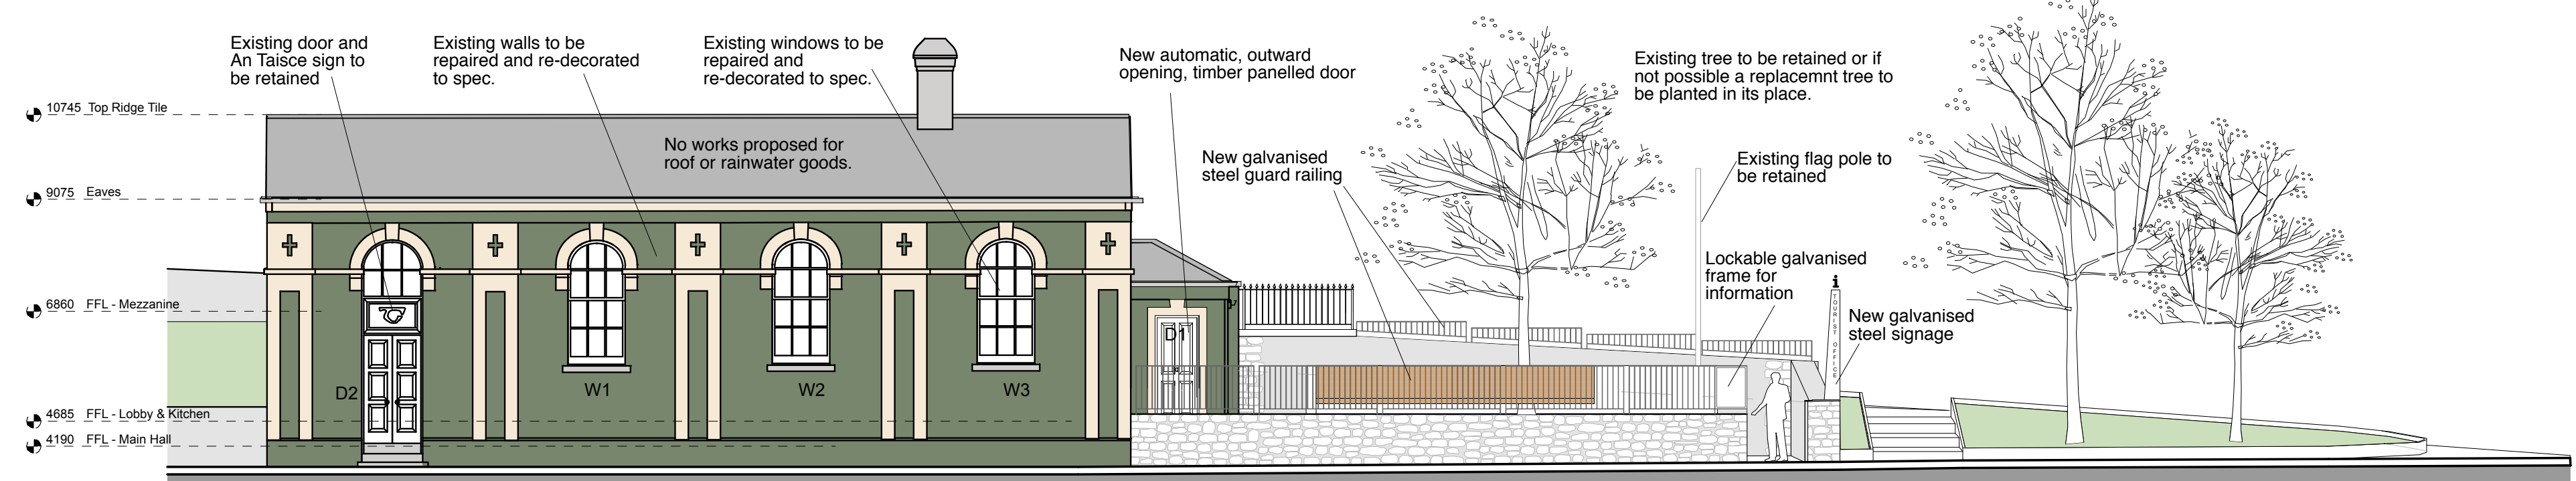 Existing door and
An Taisce sign to
be retained
Existing walls to be
repaired and re-decorated
to spec.
Existing windows to be
repaired and
re-decorated to spec.
New automatic, outward
opening, timber panelled door
Existing tree to be retained or if
not possible a replacemnt tree to
be planted in its place.
10745 Top Ridge Tile
No works proposed for
roof or rainwater goods.
New galvanised
steel guard railing
Existing flag pole to
be retained
9075 Eaves
Lockable galvanised
frame for
information
i
TOURIST OFFICE
New galvanised
steel signage
6860 FFL - Mezzanine
D1
D2
W1
W2
W3
4685 FFL - Lobby & Kitchen
4190 FFL - Main Hall